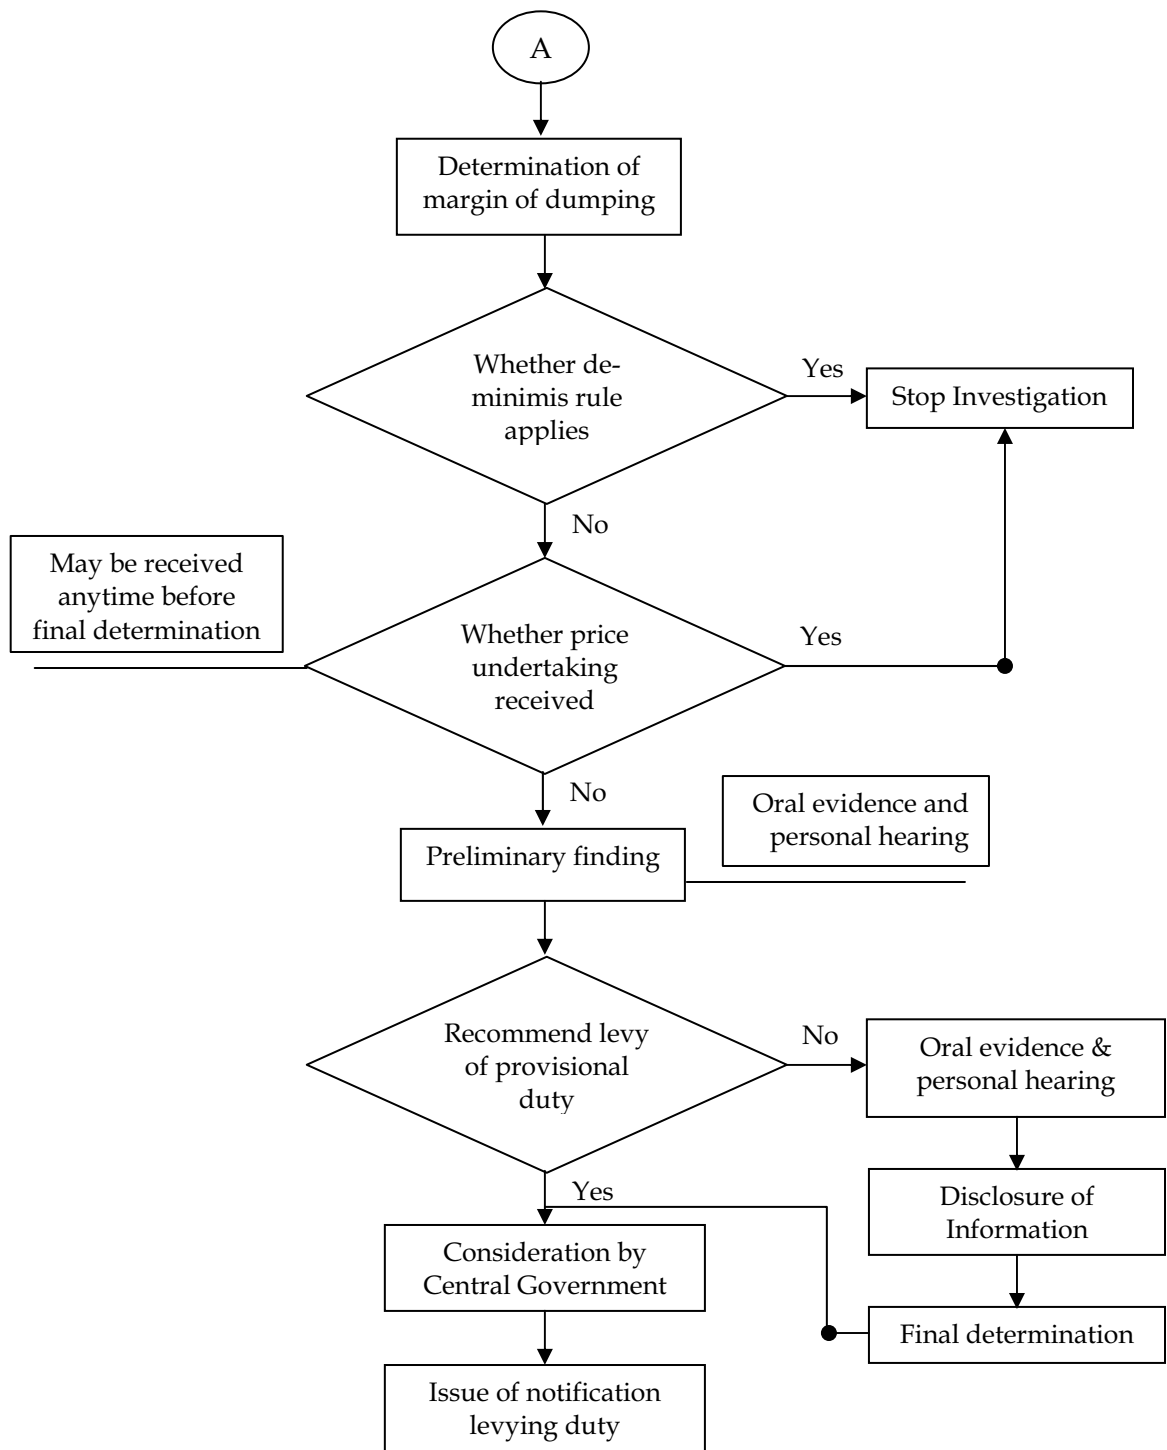 A
Determination of
margin of dumping
Whether de-
minimis rule
applies
Yes
Stop Investigation
No
May be received
anytime before
final determination
Whether price
undertaking
received
Yes
No
Oral evidence and
personal hearing
Preliminary finding
Recommend levy
of provisional
duty
No
Oral evidence &
personal hearing
Yes
Disclosure of
Information
Consideration by
Central Government
Final determination
Issue of notification
levying duty